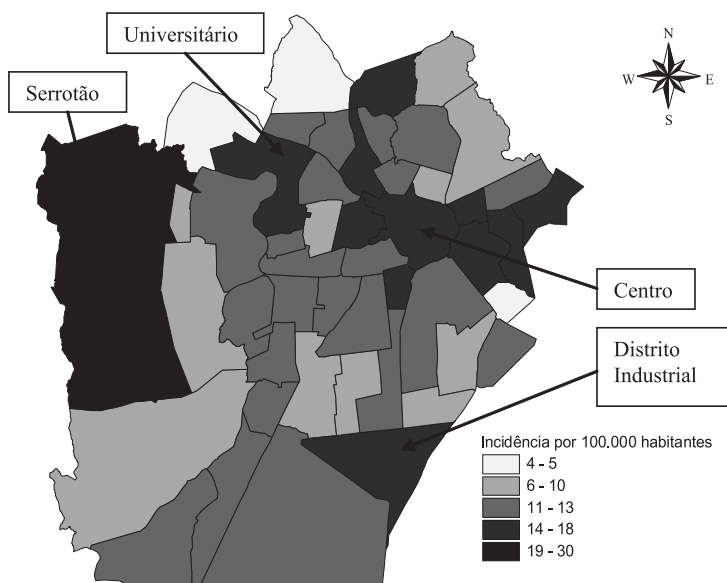 Universitário
Serrotão
N
W E
S
Centro
Distrito
Industrial
Incidência por 100.000 habitantes
4 - 5
6 - 10
11 - 13
14 - 18
19 - 30